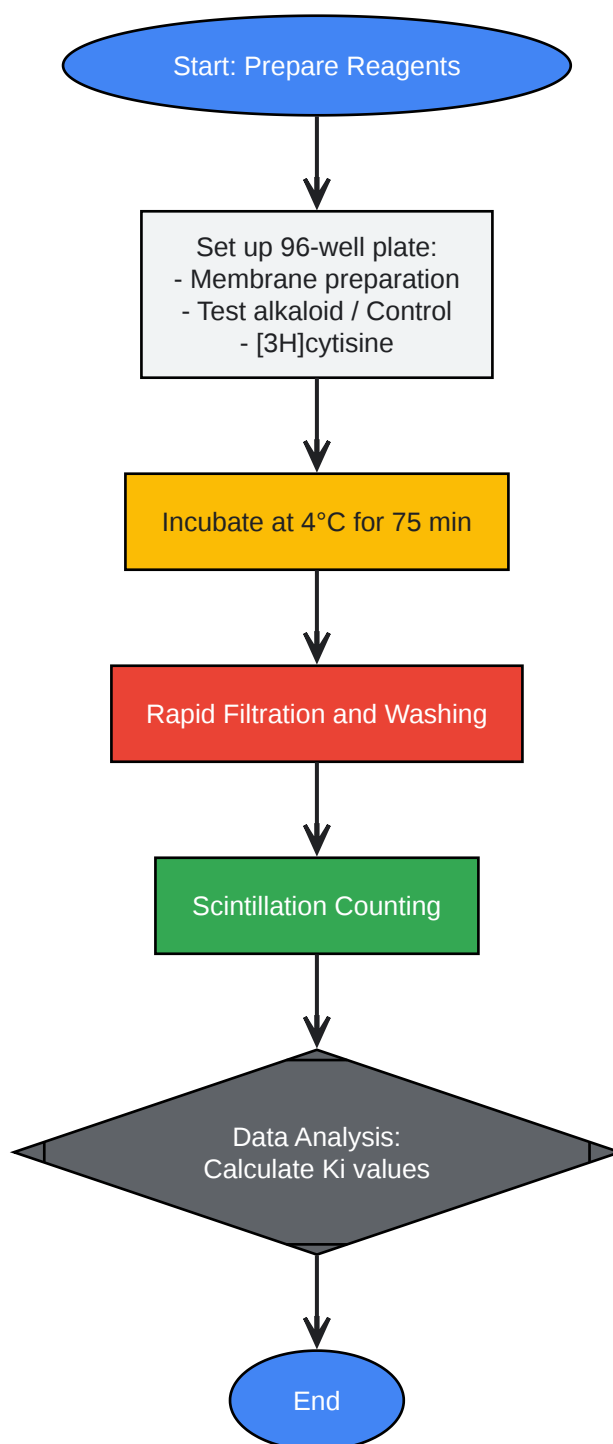 Start: Prepare Reagents
Set up 96-well plate:
- Membrane preparation
- Test alkaloid / Control
- [3H]cytisine
Incubate at 4°C for 75 min
Rapid Filtration and Washing
Scintillation Counting
Data Analysis:
Calculate Ki values
End